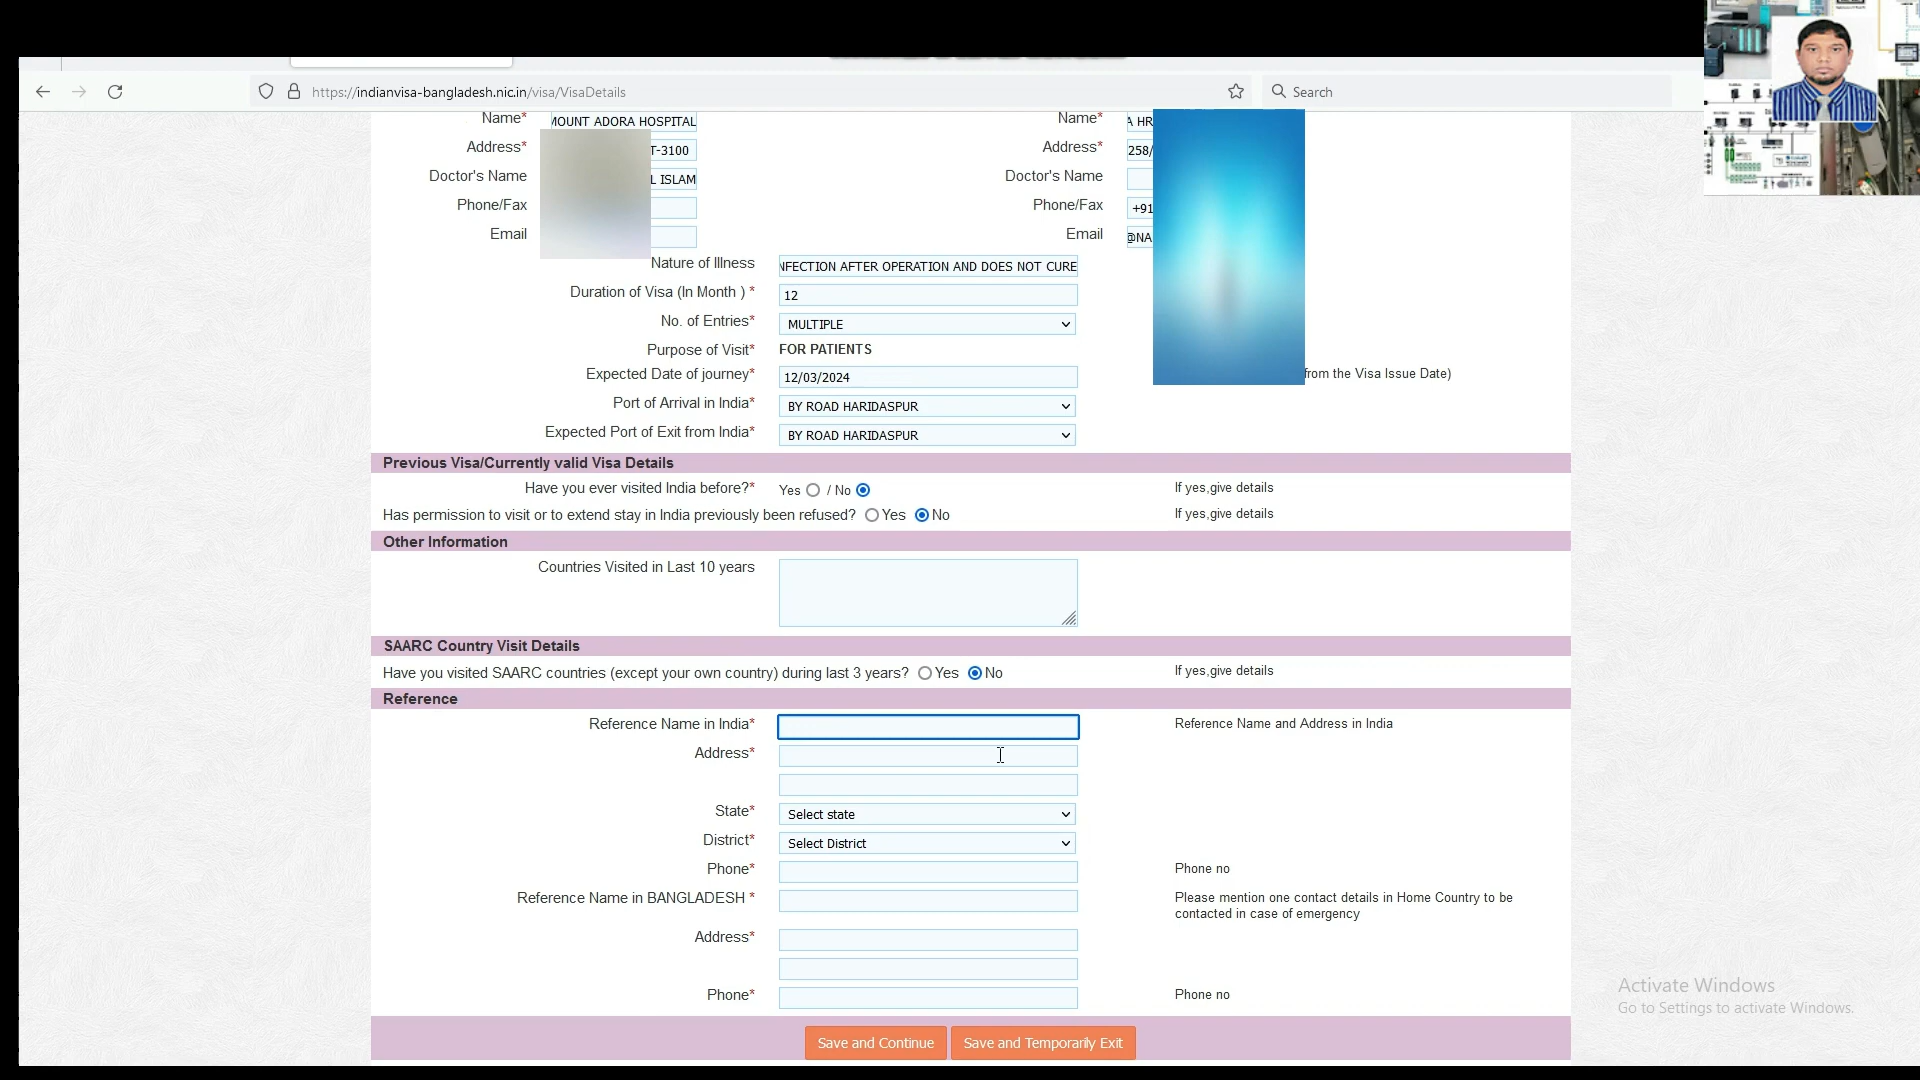 https://indianvisa-bangladesh.nic.in/visa/VisaDetails
Search
Name* MOUNT ADORA HOSPITAL Name* A HR
Address* T-3100 Address* 258/
Doctor's Name L ISLAM Doctor's Name
Phone/Fax Phone/Fax +91
Email Email @NA
Nature of Illness NFECTION AFTER OPERATION AND DOES NOT CURE
Duration of Visa (In Month ) * 12
No. of Entries* MULTIPLE
Purpose of Visit* FOR PATIENTS
Expected Date of journey* 12/03/2024 from the Visa Issue Date)
Port of Arrival in India* BY ROAD HARIDASPUR
Expected Port of Exit from India* BY ROAD HARIDASPUR
Previous Visa/Currently valid Visa Details
Have you ever visited India before?* Yes / No If yes,give details
Has permission to visit or to extend stay in India previously been refused? Yes No If yes,give details
Other Information
Countries Visited in Last 10 years
SAARC Country Visit Details
Have you visited SAARC countries (except your own country) during last 3 years? Yes No If yes,give details
Reference
Reference Name in India* Reference Name and Address in India
Address*
State* Select state
District* Select District
Phone* Phone no
Reference Name in BANGLADESH * Please mention one contact details in Home Country to be
contacted in case of emergency
Address*
Phone* Phone no
Save and Continue Save and Temporarily Exit
Activate Windows
Go to Settings to activate Windows.